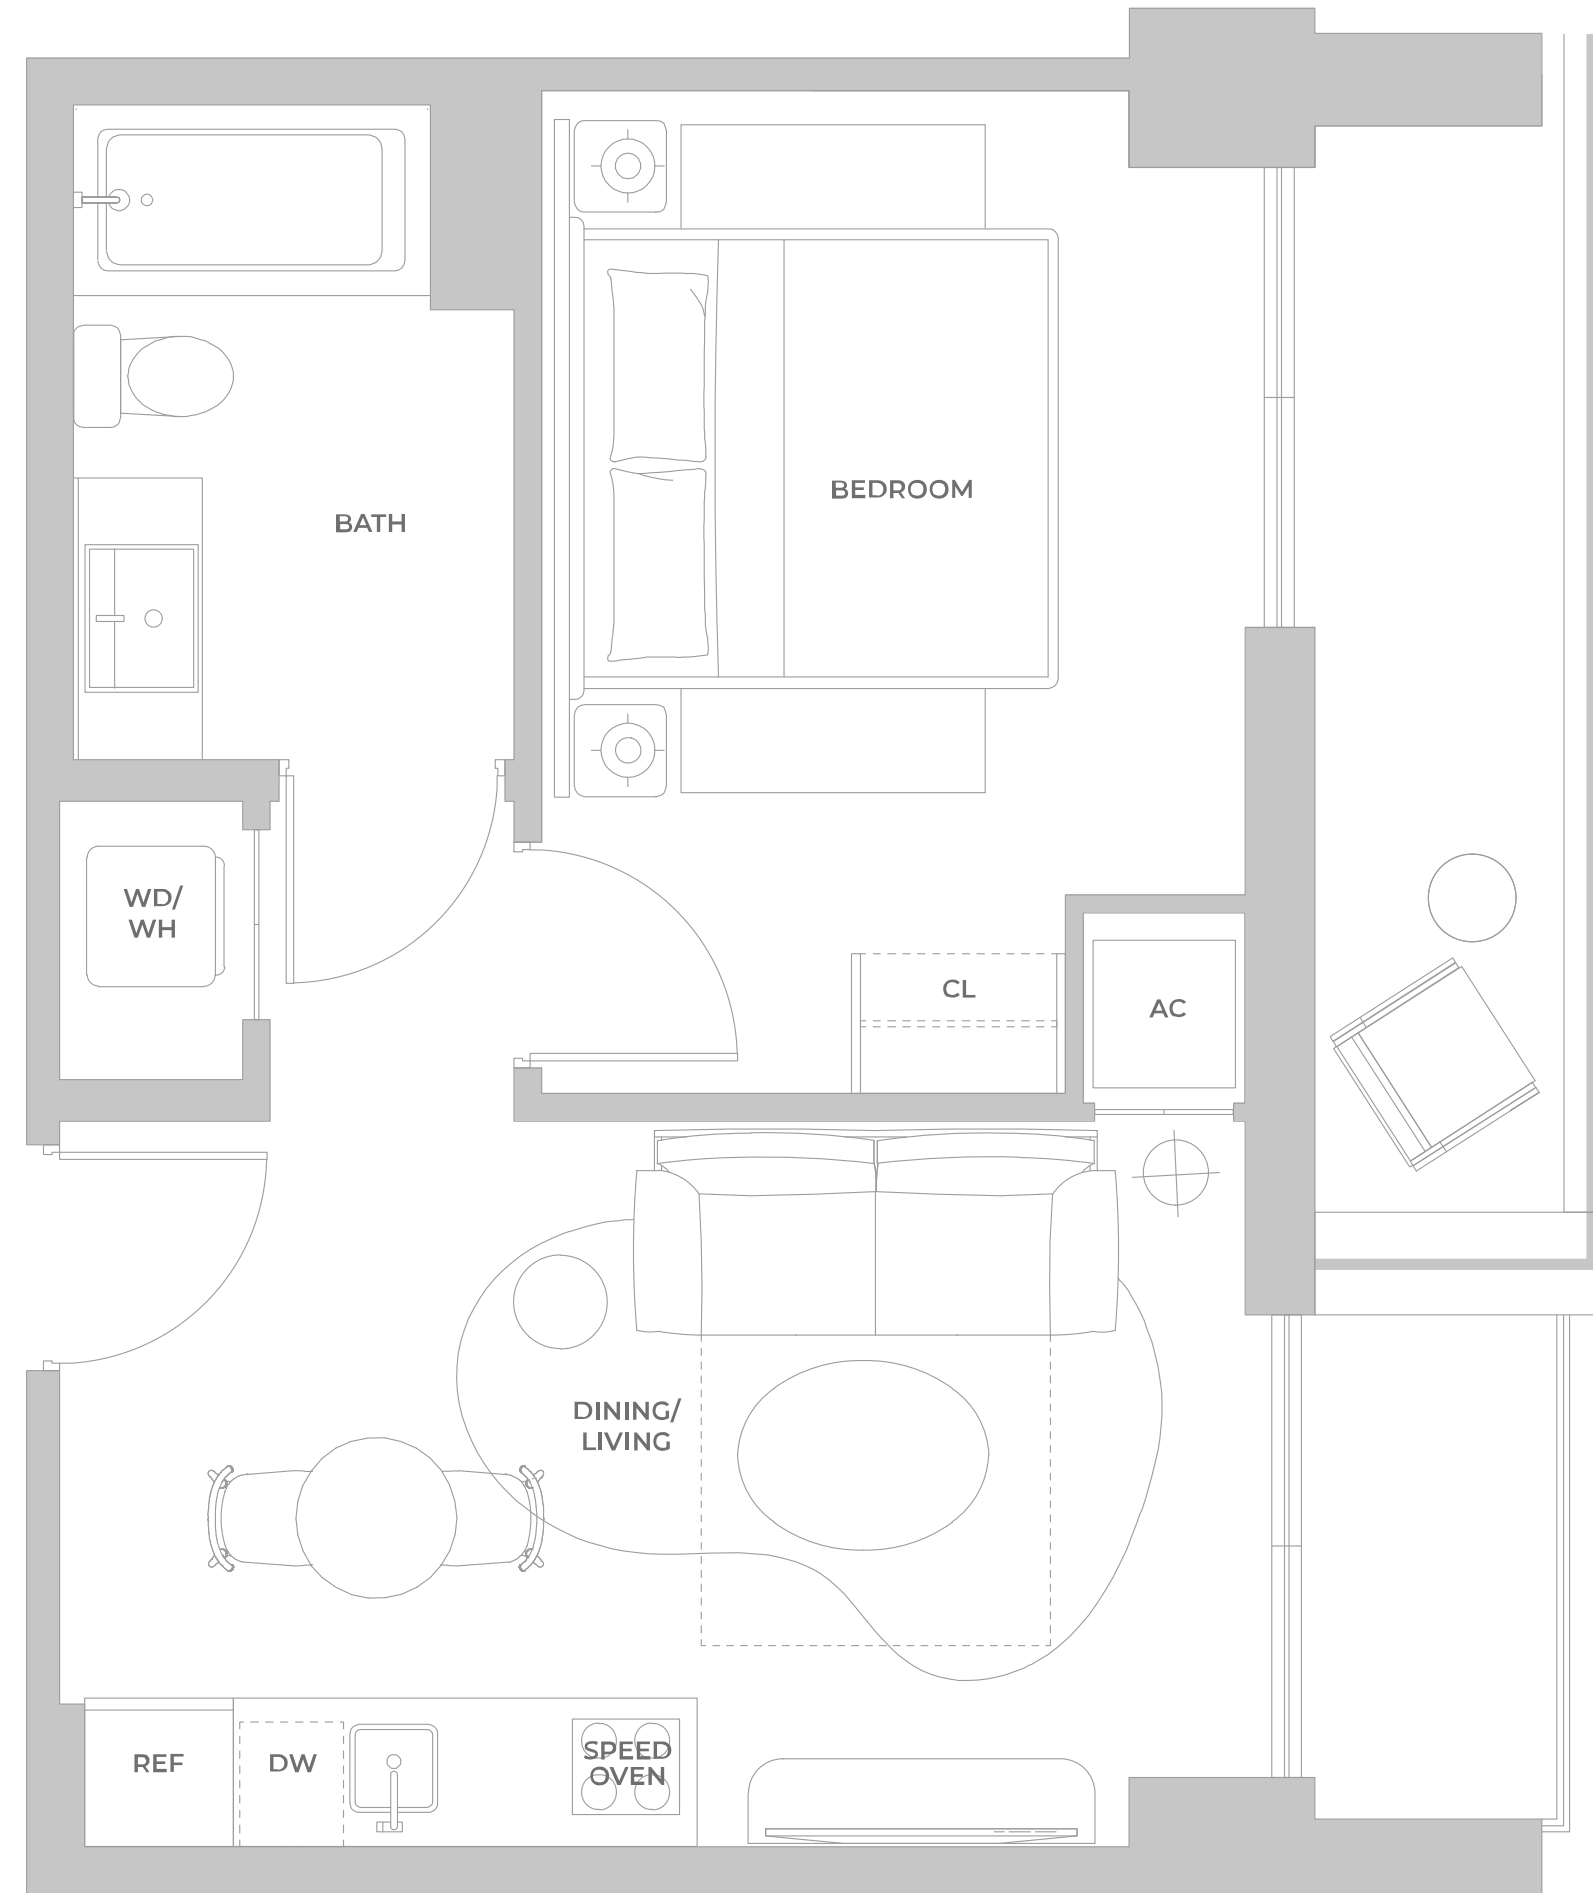 BEDROOM
BATH
WD/
WH
CL
AC
DINING/
LIVING
REF
DW
SPEED
OVEN